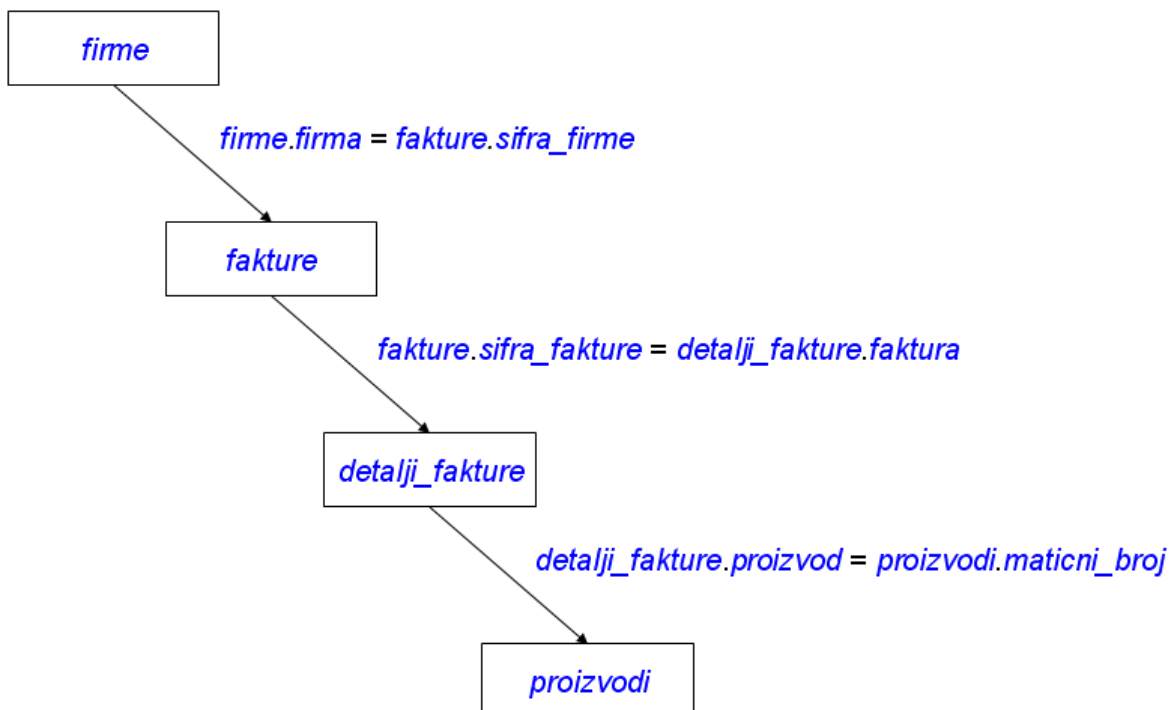 firme
firme.firma = fakture.sifra_firme
fakture
fakture.sifra_fakture = detalji_fakture.faktura
detalji_fakture
detalji_fakture.proizvod = proizvodi.maticni_broj
proizvodi